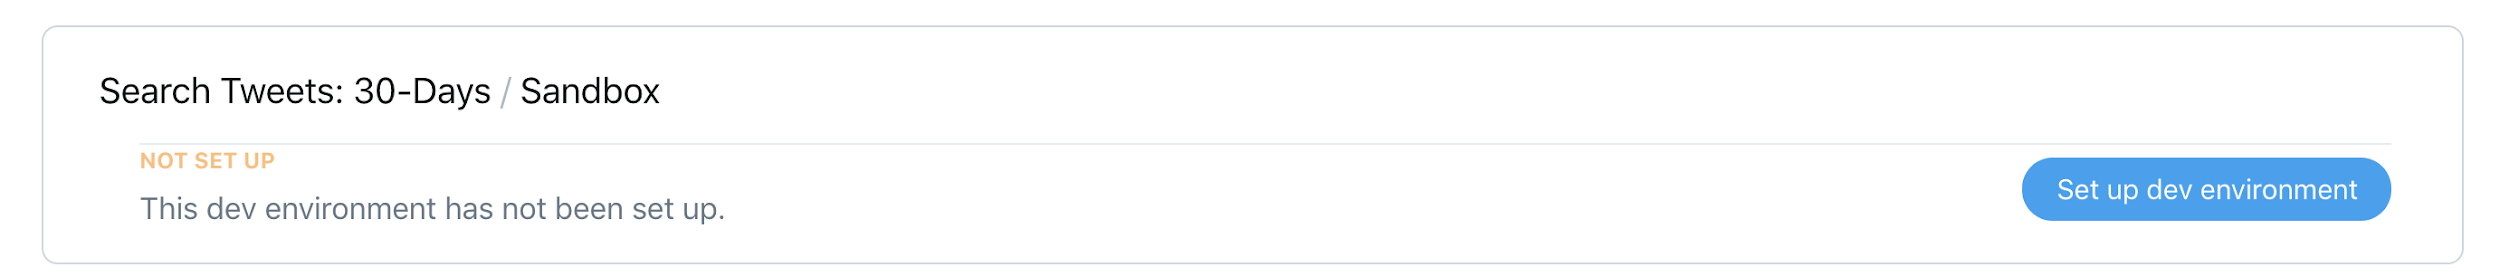 Search Tweets: 30-Days / Sandbox
NOT SET UP
This dev environment has not been set up.
Set up dev environment